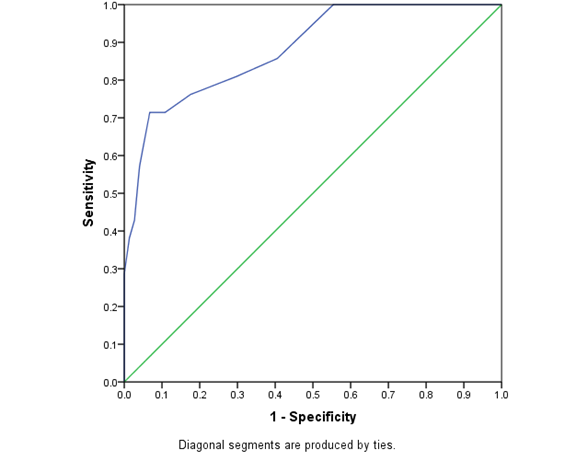 1.0
0.9
0.8
0.7
0.6
0.5
0.4
0.3
0.2
0.1
0.0
Sensitivity
0.0 0.1 0.2 0.3 0.4 0.5 0.6 0.7 0.8 0.9 1.0
1 - Specificity
Diagonal segments are produced by ties.